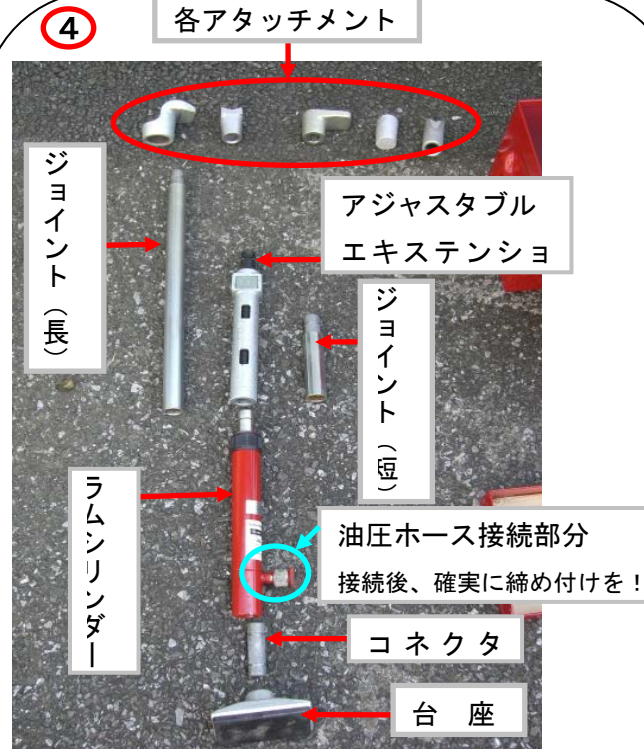 ④
各アタッチメント
ジョイント（長）
アジャスタブル
エキステンショ
ジョイント（短）
ラムシリンダー
油圧ホース接続部分
接続後、確実に締め付けを！
コネクタ
台　座